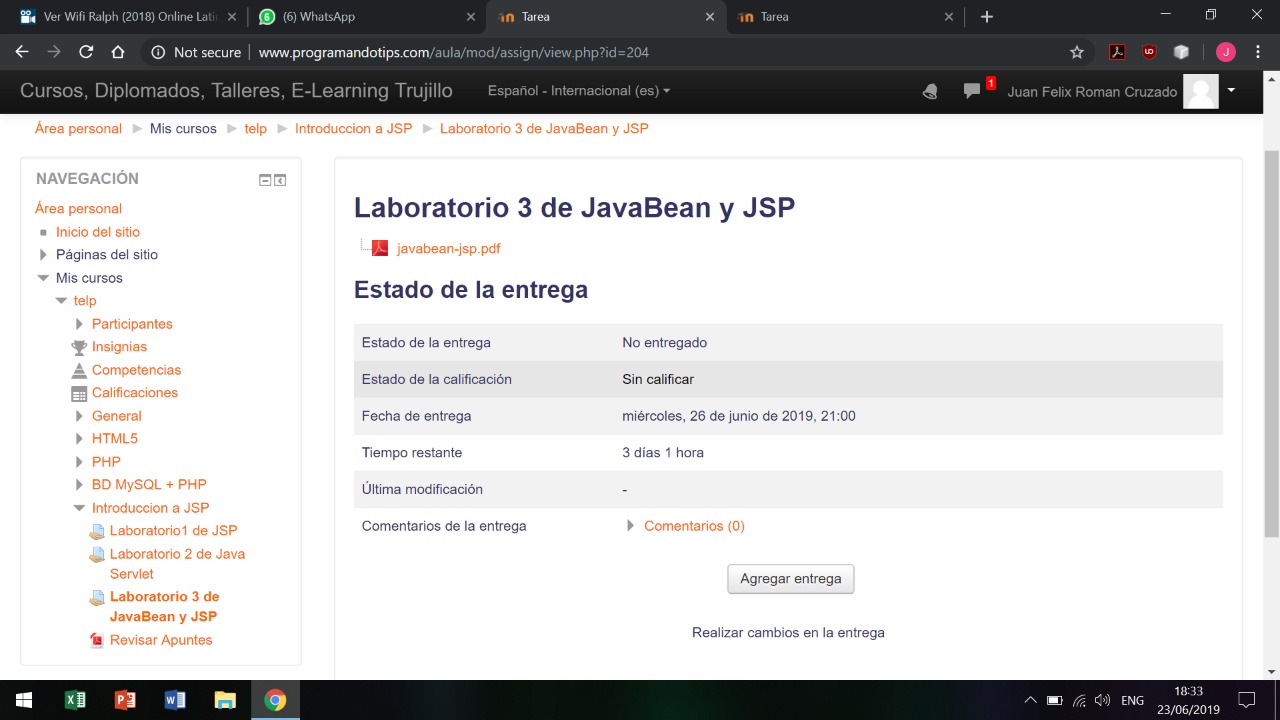 Ver Wifi Ralph (2018) Online Lati
(6) WhatsApp
Tarea
Tarea
Not secure
www.programandotips.com/aula/mod/assign/view.php?id=204
J
Cursos, Diplomados, Talleres, E-Learning Trujillo
Español - Internacional (es)
1
Juan Felix Roman Cruzado
Área personal
Mis cursos
telp
Introduccion a JSP
Laboratorio 3 de JavaBean y JSP
NAVEGACIÓN
Área personal
Inicio del sitio
Páginas del sitio
Mis cursos
telp
Participantes
Insignias
Competencias
Calificaciones
General
HTML5
PHP
BD MySQL + PHP
Introduccion a JSP
Laboratorio1 de JSP
Laboratorio 2 de Java
Servlet
Laboratorio 3 de
JavaBean y JSP
Revisar Apuntes
Laboratorio 3 de JavaBean y JSP
javabean-jsp.pdf
Estado de la entrega
Estado de la entrega No entregado
Estado de la calificación Sin calificar
Fecha de entrega miércoles, 26 de junio de 2019, 21:00
Tiempo restante 3 días 1 hora
Última modificación -
Comentarios de la entrega Comentarios (0)
Agregar entrega
Realizar cambios en la entrega
ENG
18:33
23/06/2019